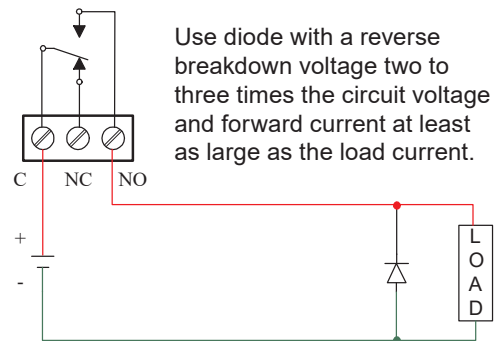 Use diode with a reverse
breakdown voltage two to
three times the circuit voltage
and forward current at least
as large as the load current.
C NC NO
+
-
L
O
A
D